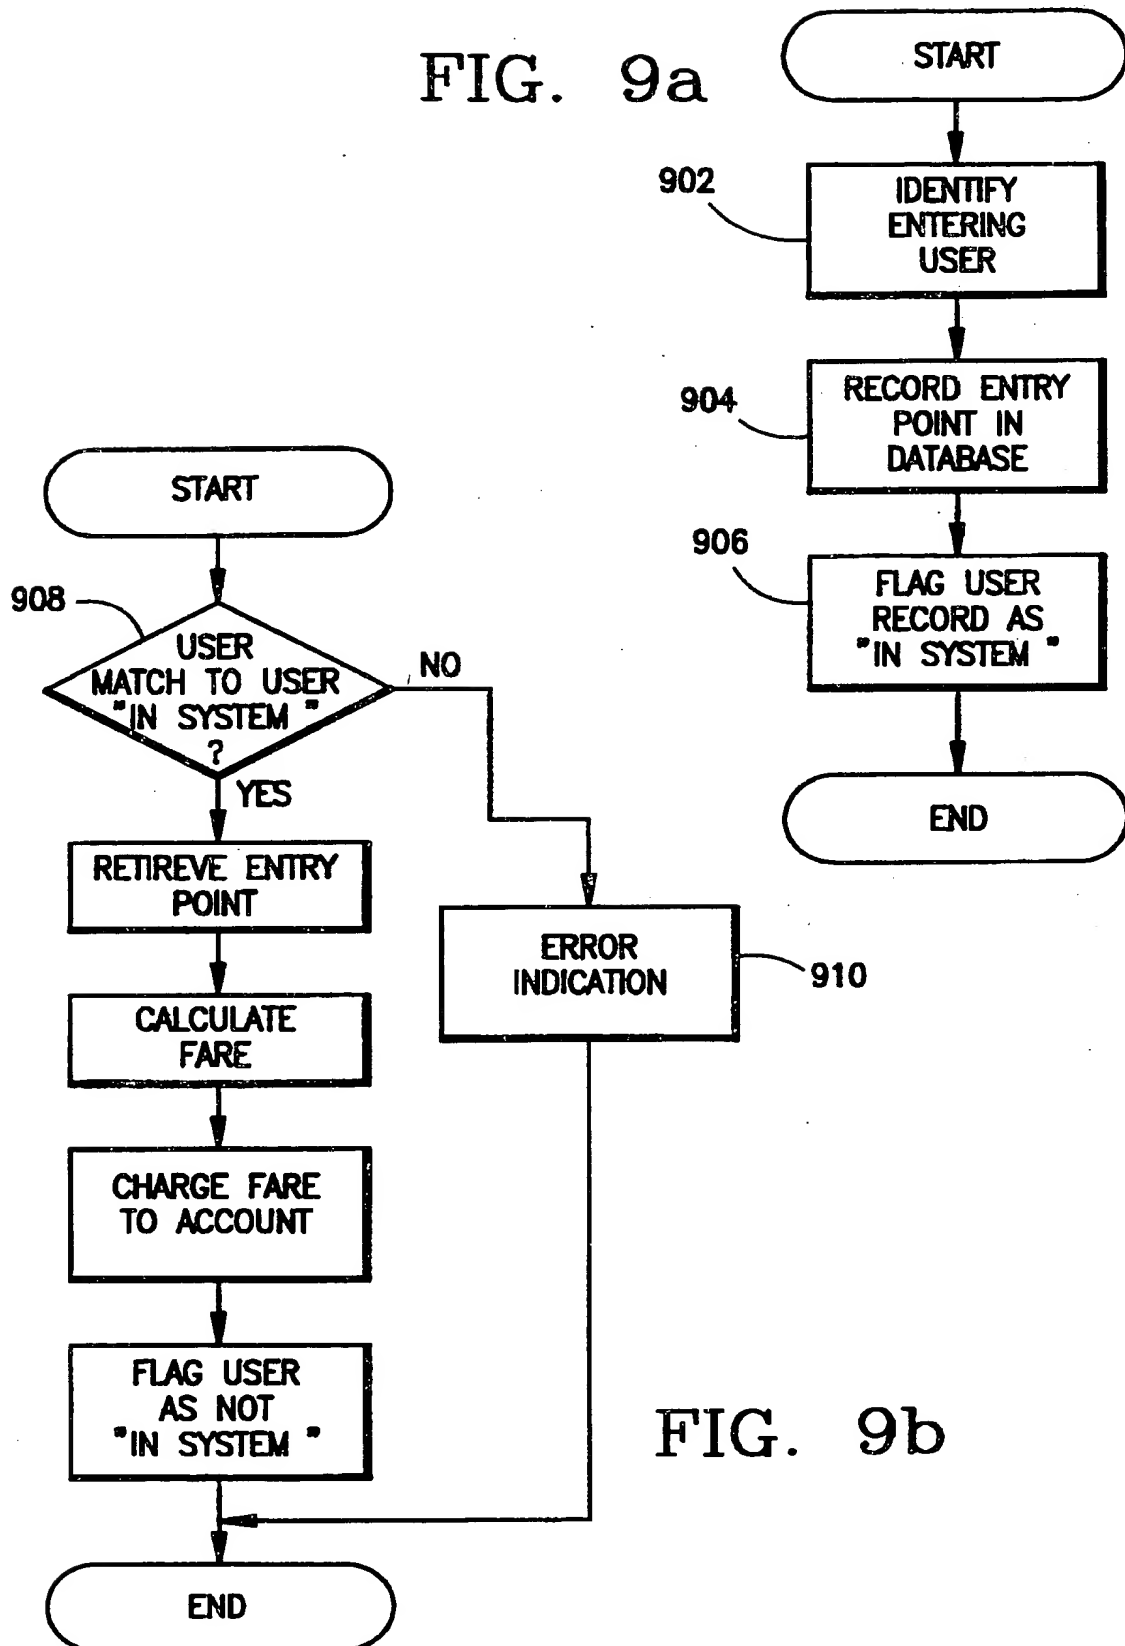 FIG. 9a
START
902
IDENTIFY
ENTERING
USER
904
RECORD ENTRY
POINT IN
DATABASE
906
FLAG USER
RECORD AS
"IN SYSTEM "
END
START
908
USER
MATCH TO USER
"IN SYSTEM "
?
NO
YES
RETIREVE ENTRY
POINT
CALCULATE
FARE
CHARGE FARE
TO ACCOUNT
FLAG USER
AS NOT
"IN SYSTEM "
ERROR
INDICATION
910
END
FIG. 9b